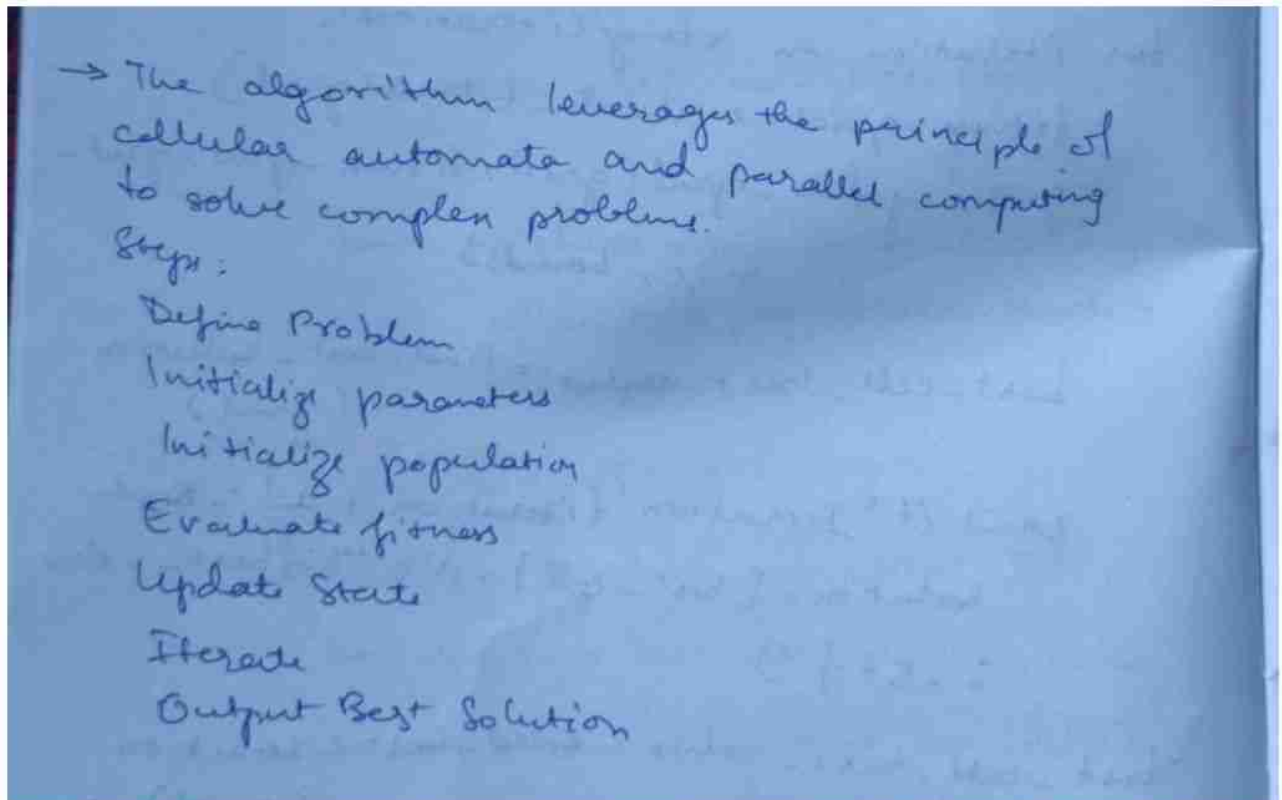 → The algorithm leverages the principle of
cellular automata and parallel computing
to solve complex problems.
Steps:
Define Problem
Initialize parameters
Initialize population
Evaluate fitness
Update State
Iterate
Output Best Solution